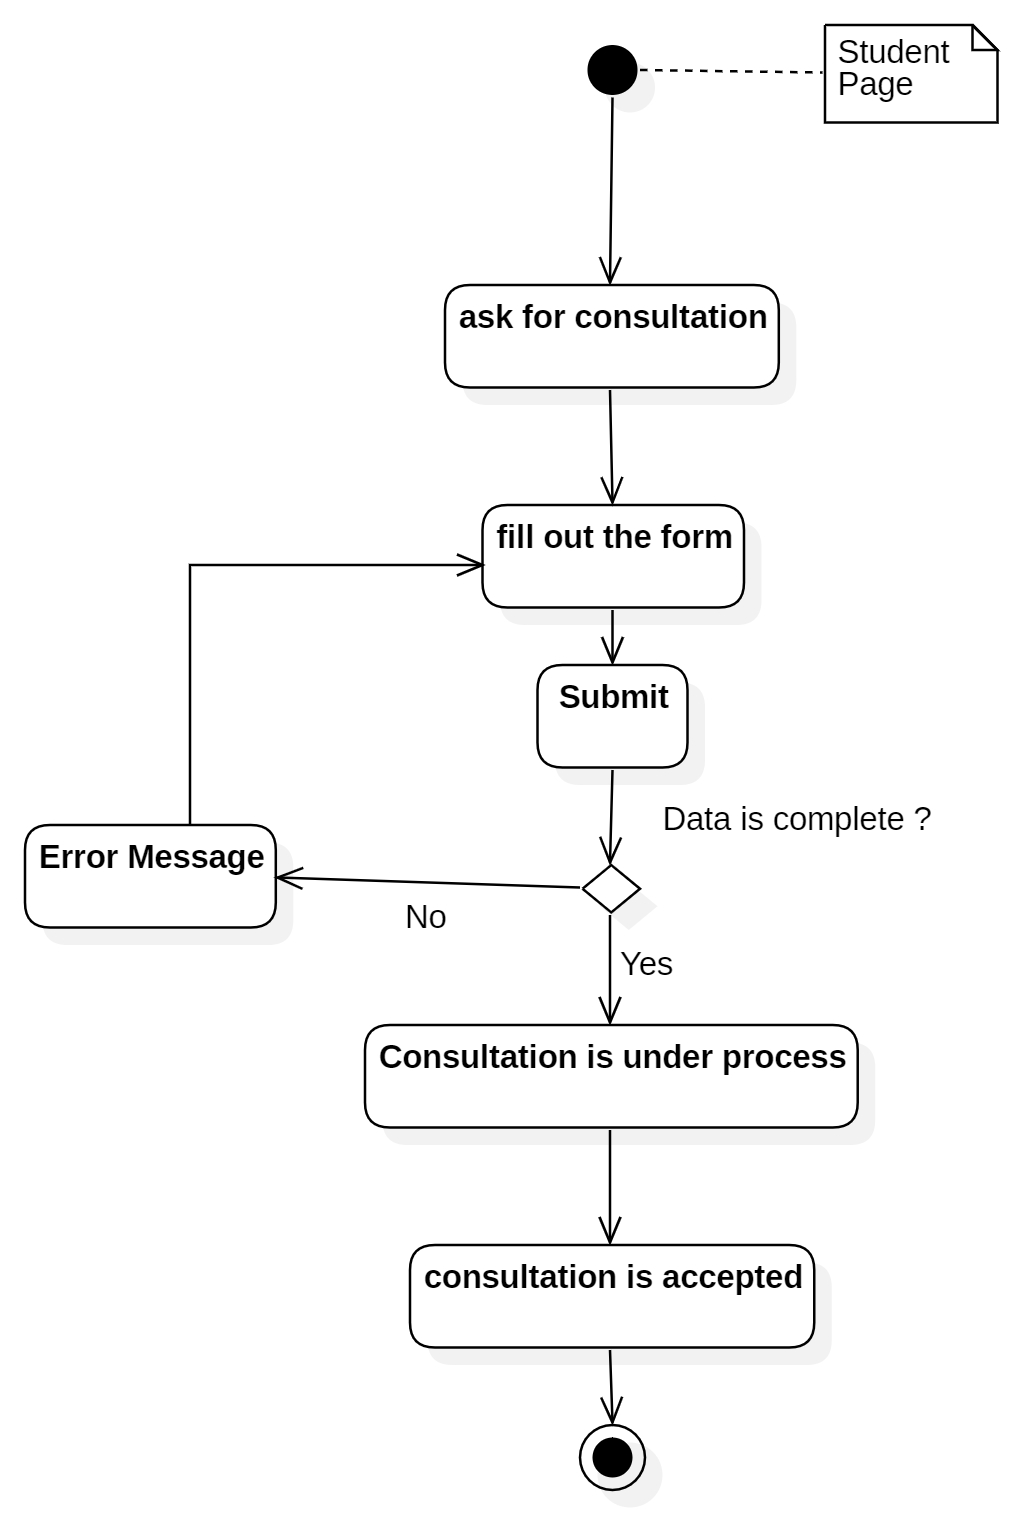 Student
Page
ask for consultation
fill out the form
Submit
Data is complete ?
Error Message
No
Yes
Consultation is under process
consultation is accepted